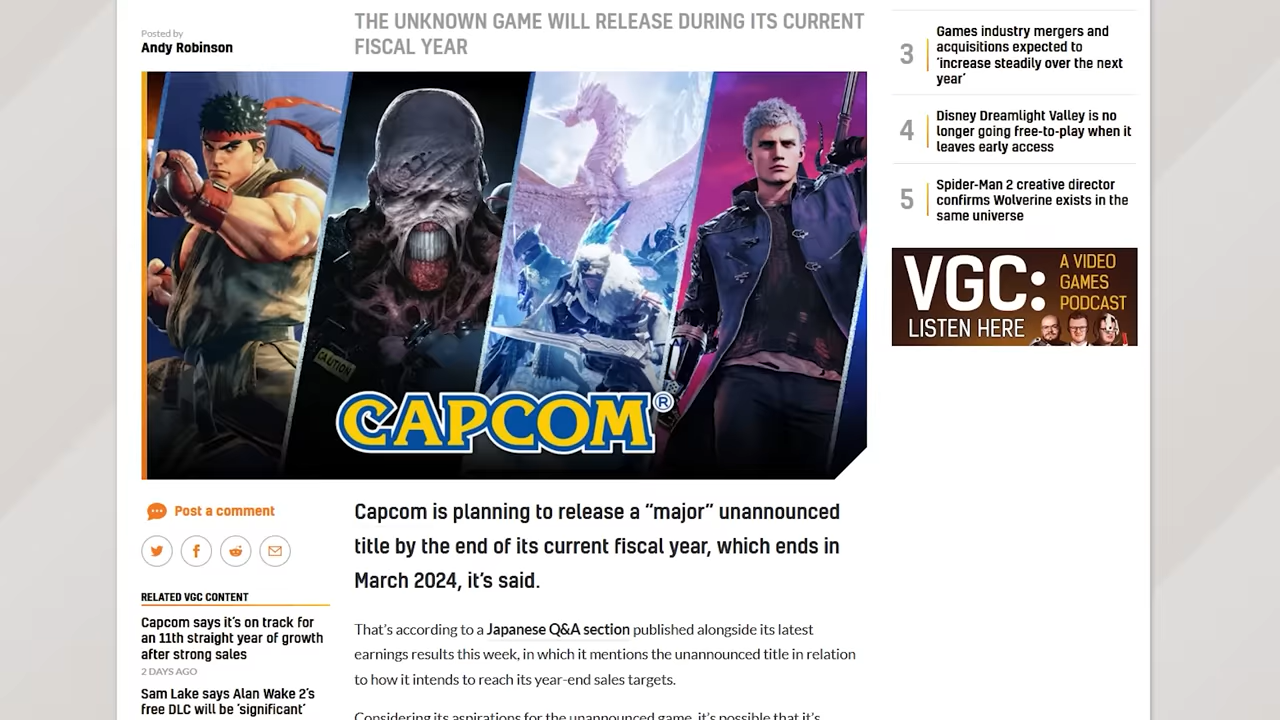 THE UNKNOWN GAME WILL RELEASE DURING ITS CURRENT
FISCAL YEAR
Posted by
Andy Robinson
CAUTION
CAPCOM®
Post a comment
RELATED VGC CONTENT
Capcom says it's on track for
an 11th straight year of growth
after strong sales
2 DAYS AGO
Sam Lake says Alan Wake 2's
free DLC will be ‘significant’
Capcom is planning to release a “major” unannounced
title by the end of its current fiscal year, which ends in
March 2024, it’s said.
That’s according to a Japanese Q&A section published alongside its latest
earnings results this week, in which it mentions the unannounced title in relation
to how it intends to reach its year-end sales targets.
Considering its aspirations for the unannounced game, it’s possible that it’s
3
Games industry mergers and
acquisitions expected to
‘increase steadily over the next
year’
4
Disney Dreamlight Valley is no
longer going free-to-play when it
leaves early access
5
Spider-Man 2 creative director
confirms Wolverine exists in the
same universe
VGC: A VIDEO
GAMES
PODCAST
LISTEN HERE